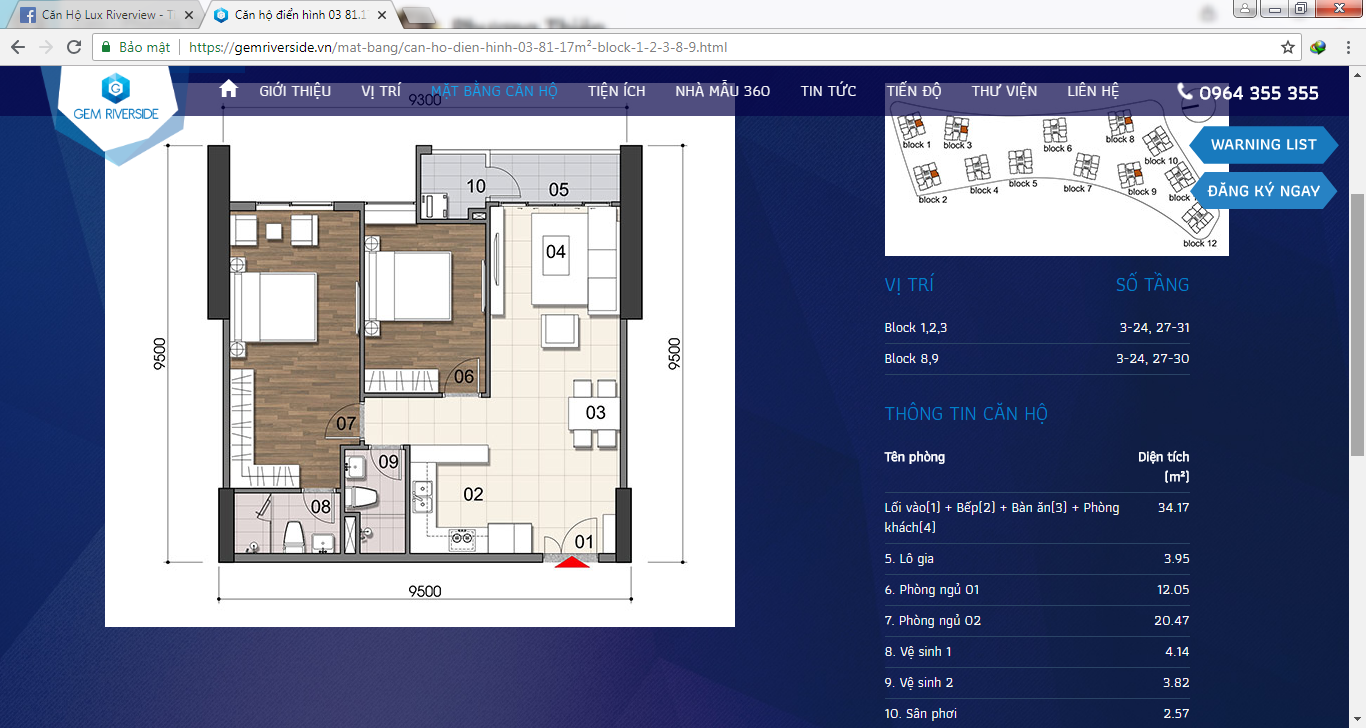 Căn Hộ Lux Riverview - T
Căn hộ điển hình 03 81.1
Bảo mật
https://gemriverside.vn/mat-bang/can-ho-dien-hinh-03-81-17m²-block-1-2-3-8-9.html
GEM RIVERSIDE
GIỚI THIỆU
VỊ TRÍ
MẶT BẰNG CĂN HỘ
TIỆN ÍCH
NHÀ MẪU 360
TIN TỨC
TIẾN ĐỘ
THƯ VIỆN
LIÊN HỆ
0964 355 355
WARNING LIST
ĐĂNG KÝ NGAY
9300
9500
9500
9500
10
05
04
06
03
07
09
02
08
01
block 1
block 3
block 6
block 8
block 10
block 2
block 4
block 5
block 7
block 9
block 12
VỊ TRÍ SỐ TẦNG
Block 1,2,3 3-24, 27-31
Block 8,9 3-24, 27-30
THÔNG TIN CĂN HỘ
Tên phòng Diện tích
(m²)
Lối vào[1] + Bếp[2] + Bàn ăn[3] + Phòng 34.17
khách[4]
5. Lô gia 3.95
6. Phòng ngủ 01 12.05
7. Phòng ngủ 02 20.47
8. Vệ sinh 1 4.14
9. Vệ sinh 2 3.82
10. Sân phơi 2.57